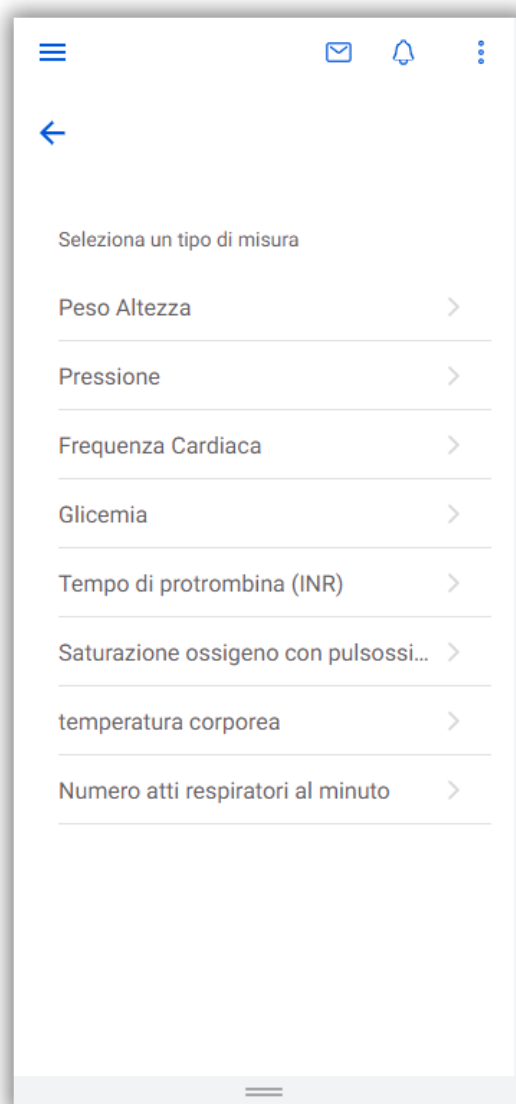 Seleziona un tipo di misura
Peso Altezza
Pressione
Frequenza Cardiaca
Glicemia
Tempo di protrombina (INR)
Saturazione ossigeno con pulsossi...
temperatura corporea
Numero atti respiratori al minuto